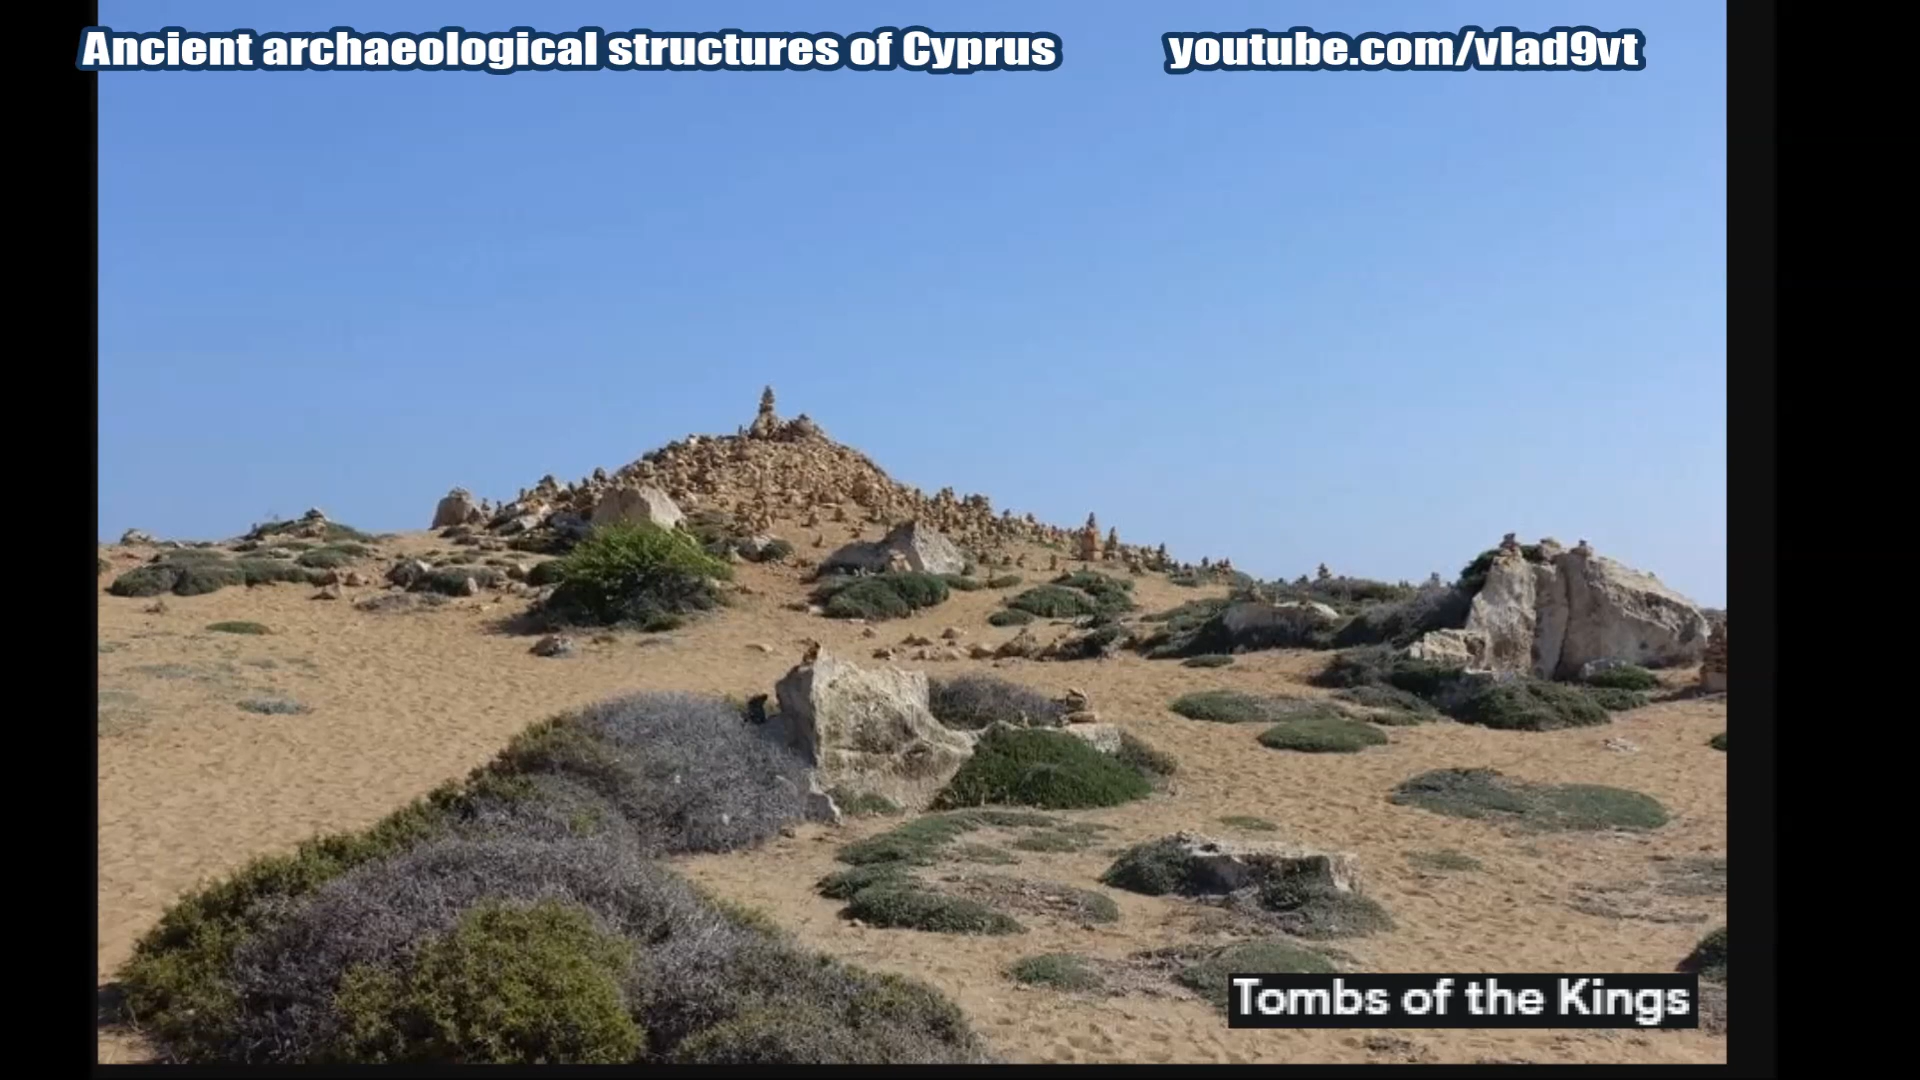 Ancient archaeological structures of Cyprus
youtube.com/vlad9vt
Tombs of the Kings